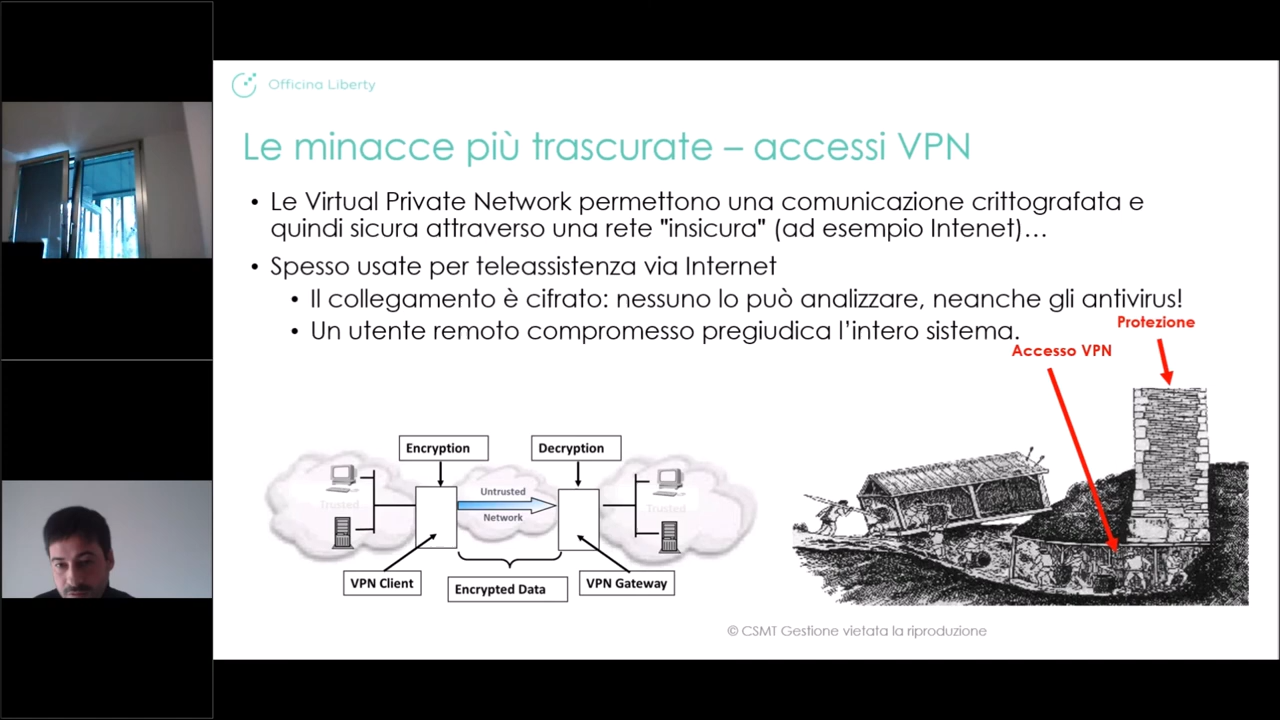 Officina Liberty
Le minacce più trascurate – accessi VPN
• Le Virtual Private Network permettono una comunicazione crittografata e
quindi sicura attraverso una rete "insicura" (ad esempio Intenet)…
• Spesso usate per teleassistenza via Internet
• Il collegamento è cifrato: nessuno lo può analizzare, neanche gli antivirus!
• Un utente remoto compromesso pregiudica l’intero sistema.
Protezione
Accesso VPN
Encryption
Decryption
Trusted
Untrusted
Network
Trusted
VPN Client
Encrypted Data
VPN Gateway
© CSMT Gestione vietata la riproduzione